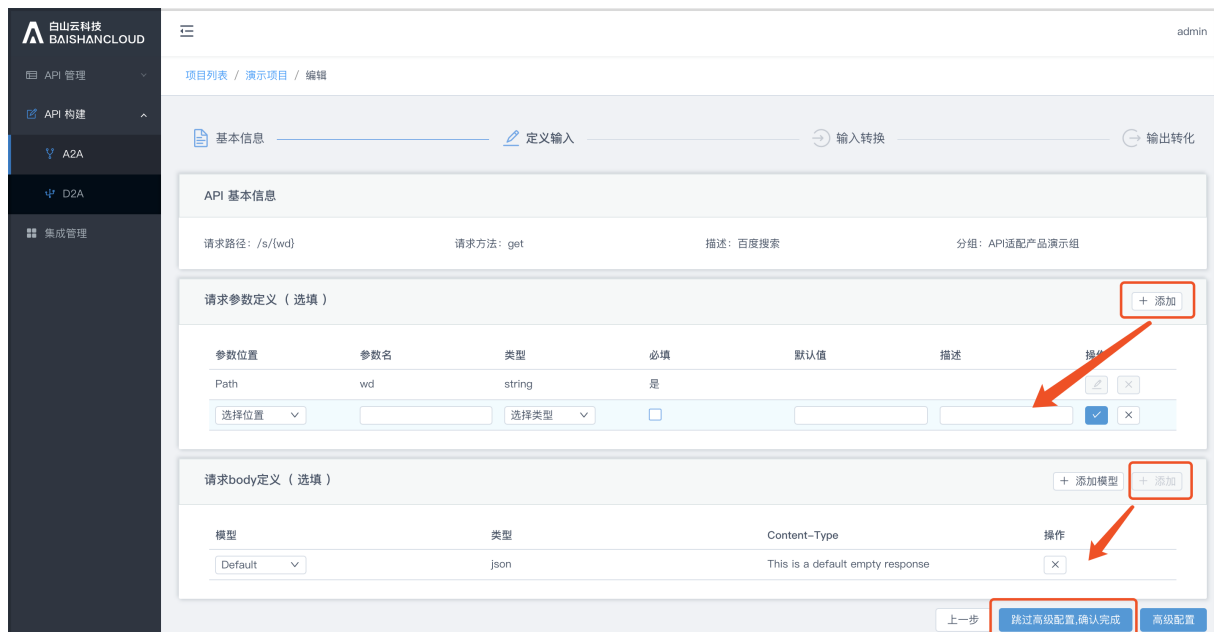 白山云科技
BAISHANCLOUD
admin
API 管理
项目列表 / 演示项目 / 编辑
API 构建
基本信息
定义输入
输入转换
输出转化
A2A
D2A
API 基本信息
集成管理
请求路径：/s/{wd}
请求方法：get
描述：百度搜索
分组：API适配产品演示组
请求参数定义（选填）
+ 添加
参数位置 参数名 类型 必填 默认值 描述 操作
Path wd string 是
选择位置 选择类型
请求body定义（选填）
+ 添加模型 + 添加
模型 类型 Content-Type 操作
Default json This is a default empty response
上一步 跳过高级配置,确认完成 高级配置